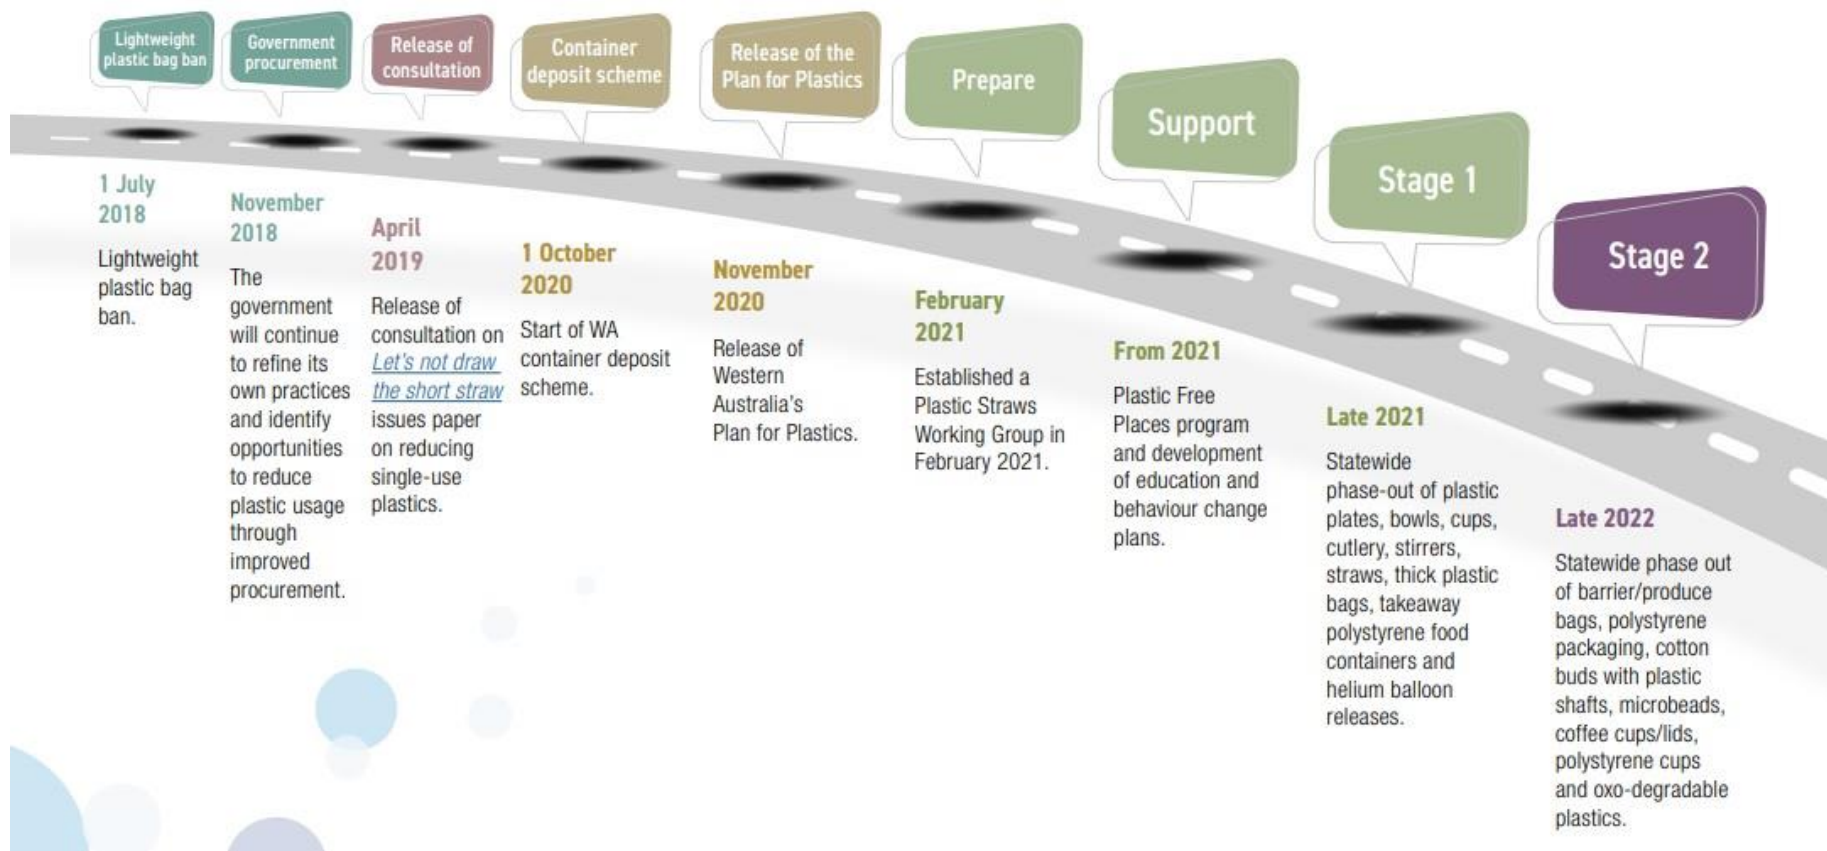 Lightweight
plastic bag ban
Government
procurement
Release of
consultation
Container
deposit scheme
Release of the
Plan for Plastics
Prepare
Support
Stage 1
Stage 2
1 July
2018
Lightweight
plastic bag
ban.
November
2018
The
government
will continue
to refine its
own practices
and identify
opportunities
to reduce
plastic usage
through
improved
procurement.
April
2019
Release of
consultation on
Let's not draw
the short straw
issues paper
on reducing
single-use
plastics.
1 October
2020
Start of WA
container deposit
scheme.
November
2020
Release of
Western
Australia's
Plan for Plastics.
February
2021
Established a
Plastic Straws
Working Group in
February 2021.
From 2021
Plastic Free
Places program
and development
of education and
behaviour change
plans.
Late 2021
Statewide
phase-out of plastic
plates, bowls, cups,
cutlery, stirrers,
straws, thick plastic
bags, takeaway
polystyrene food
containers and
helium balloon
releases.
Late 2022
Statewide phase out
of barrier/produce
bags, polystyrene
packaging, cotton
buds with plastic
shafts, microbeads,
coffee cups/lids,
polystyrene cups
and oxo-degradable
plastics.